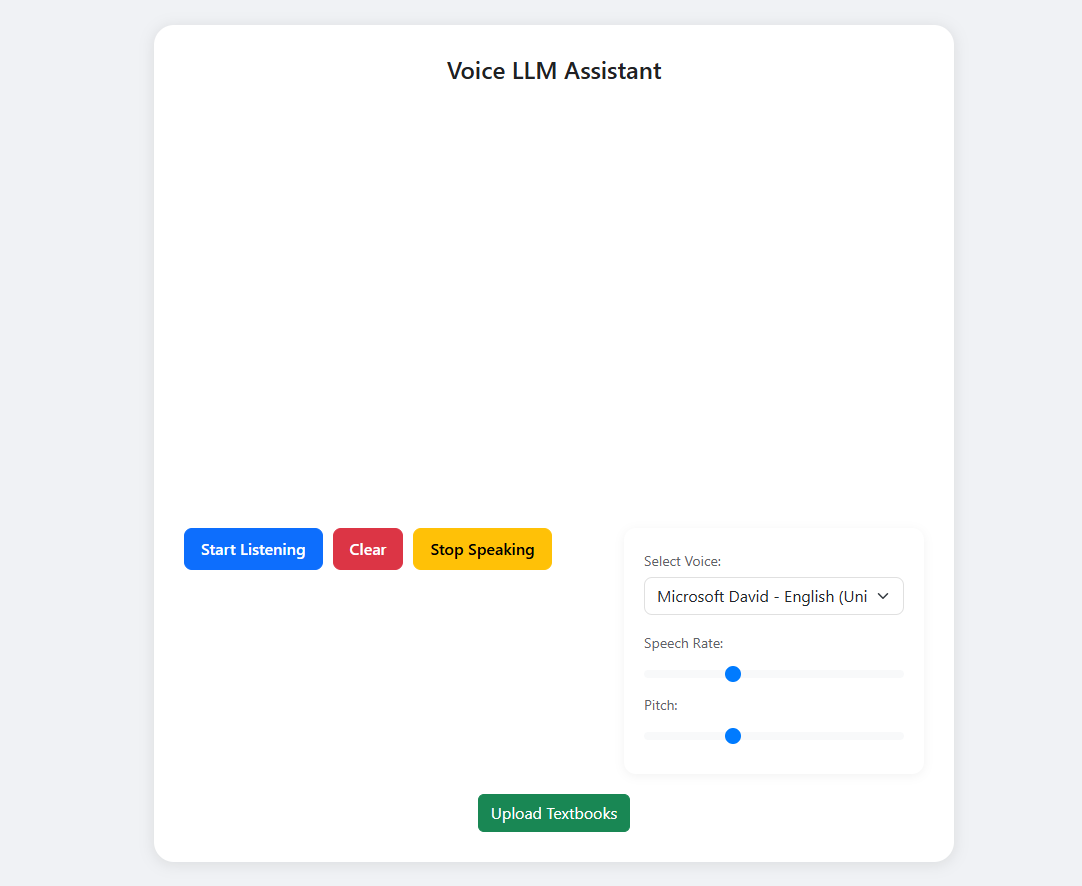 Voice LLM Assistant
Start Listening
Clear
Stop Speaking
Select Voice:
Microsoft David - English (Uni
Speech Rate:
Pitch:
Upload Textbooks